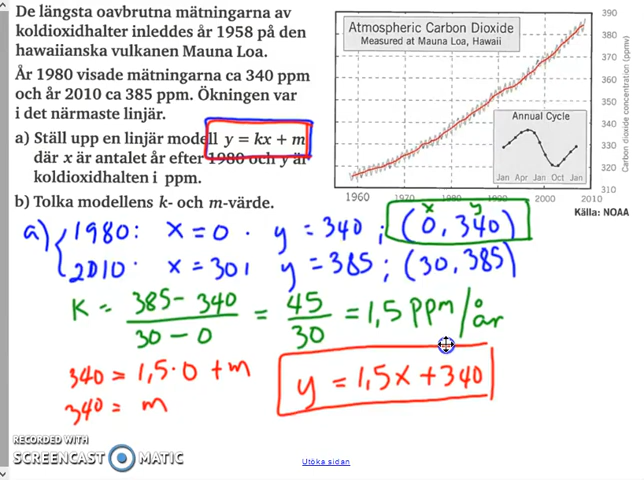 De längsta oavbrutna mätningarna av
koldioxidhalter inleddes år 1958 på den
hawaiianska vulkanen Mauna Loa.
År 1980 visade mätningarna ca 340 ppm
och år 2010 ca 385 ppm. Ökningen var
i det närmaste linjär.
a) Ställ upp en linjär modell y = kx + m
där x är antalet år efter 1980 och y är
koldioxidhalten i ppm.
b) Tolka modellens k- och m-värde.
Atmospheric Carbon Dioxide
Measured at Mauna Loa, Hawaii
390
380
370
360
350
340
330
320
310
Carbon dioxide concentration (ppmv)
Annual Cycle
Jan Apr Jul Oct Jan
1960 1970 1980 1990 2000 2010
Källa: NOAA
x y
a) 1980: x = 0 . y = 340 ; (0, 340)
2010. x = 301 y = 385 ; (30, 385)
K = 385 - 340 / 30 - 0 = 45 / 30 = 1,5 ppm/år
340 = 1,5 · 0 + m
340 = m
y = 1,5x + 340
RECORDED WITH
SCREENCAST MATIC
Utöka sidan